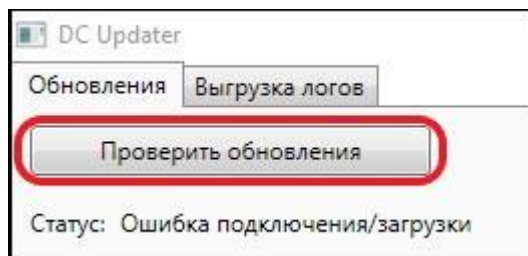 DC Updater
Обновления Выгрузка логов
Проверить обновления
Статус: Ошибка подключения/загрузки